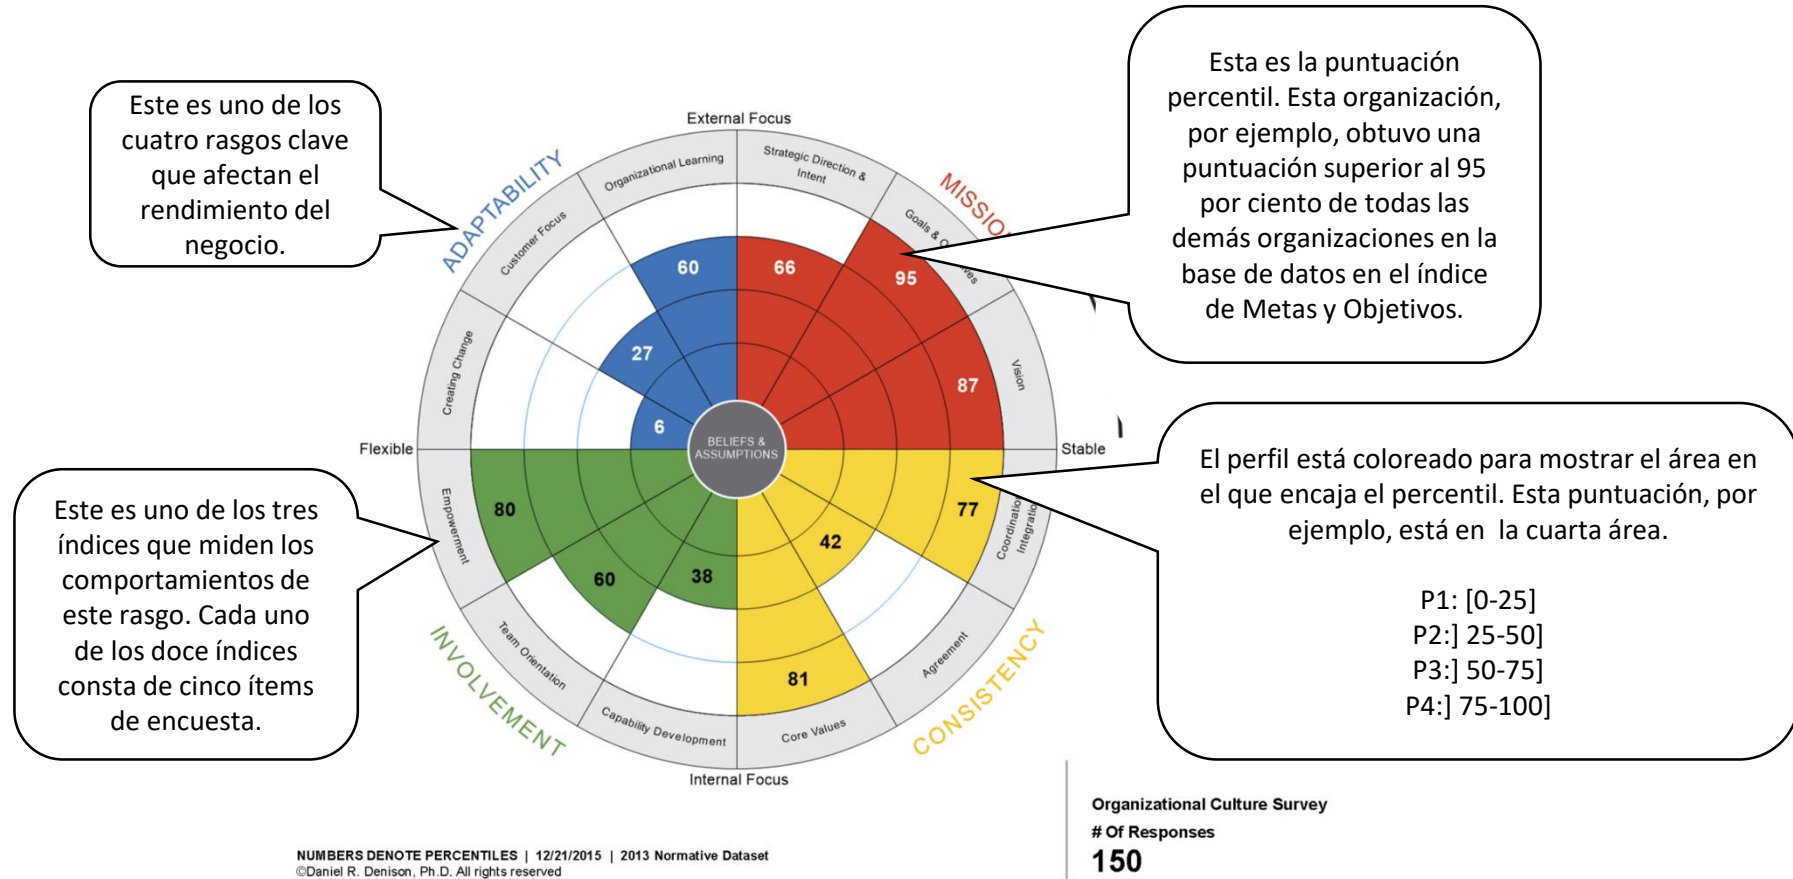 Este es uno de los
cuatro rasgos clave
que afectan el
rendimiento del
negocio.
Esta es la puntuación
percentil. Esta organización,
por ejemplo, obtuvo una
puntuación superior al 95
por ciento de todas las
demás organizaciones en la
base de datos en el índice
de Metas y Objetivos.
External Focus
ADAPTABILITY
Organizational Learning
Strategic Direction &
Intent
Customer Focus
Goals &
Creating Change
Vision
60
66
95
27
87
6
BELIEFS &
ASSUMPTIONS
Flexible
Stable
Este es uno de los tres
índices que miden los
comportamientos de
este rasgo. Cada uno
de los doce índices
consta de cinco ítems
de encuesta.
El perfil está coloreado para mostrar el área en
el que encaja el percentil. Esta puntuación, por
ejemplo, está en la cuarta área.
P1: [0-25]
P2:] 25-50]
P3:] 50-75]
P4:] 75-100]
80
77
42
60
38
81
Empowerment
Team Orientation
Capability Development
Core Values
Agreement
INVOLVEMENT
CONSISTENCY
Internal Focus
Organizational Culture Survey
# Of Responses
150
NUMBERS DENOTE PERCENTILES | 12/21/2015 | 2013 Normative Dataset
©Daniel R. Denison, Ph.D. All rights reserved